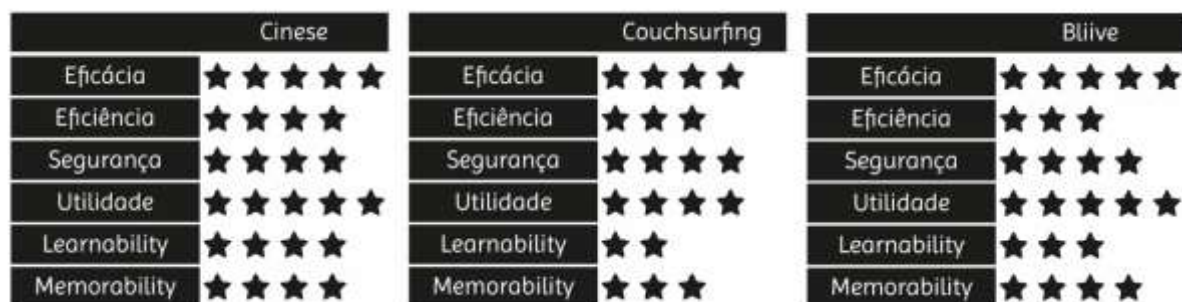 Cinese
Eficácia
Eficiência
Segurança
Utilidade
Learnability
Memorability
Couchsurfing
Eficácia
Eficiência
Segurança
Utilidade
Learnability
Memorability
Bliive
Eficácia
Eficiência
Segurança
Utilidade
Learnability
Memorability